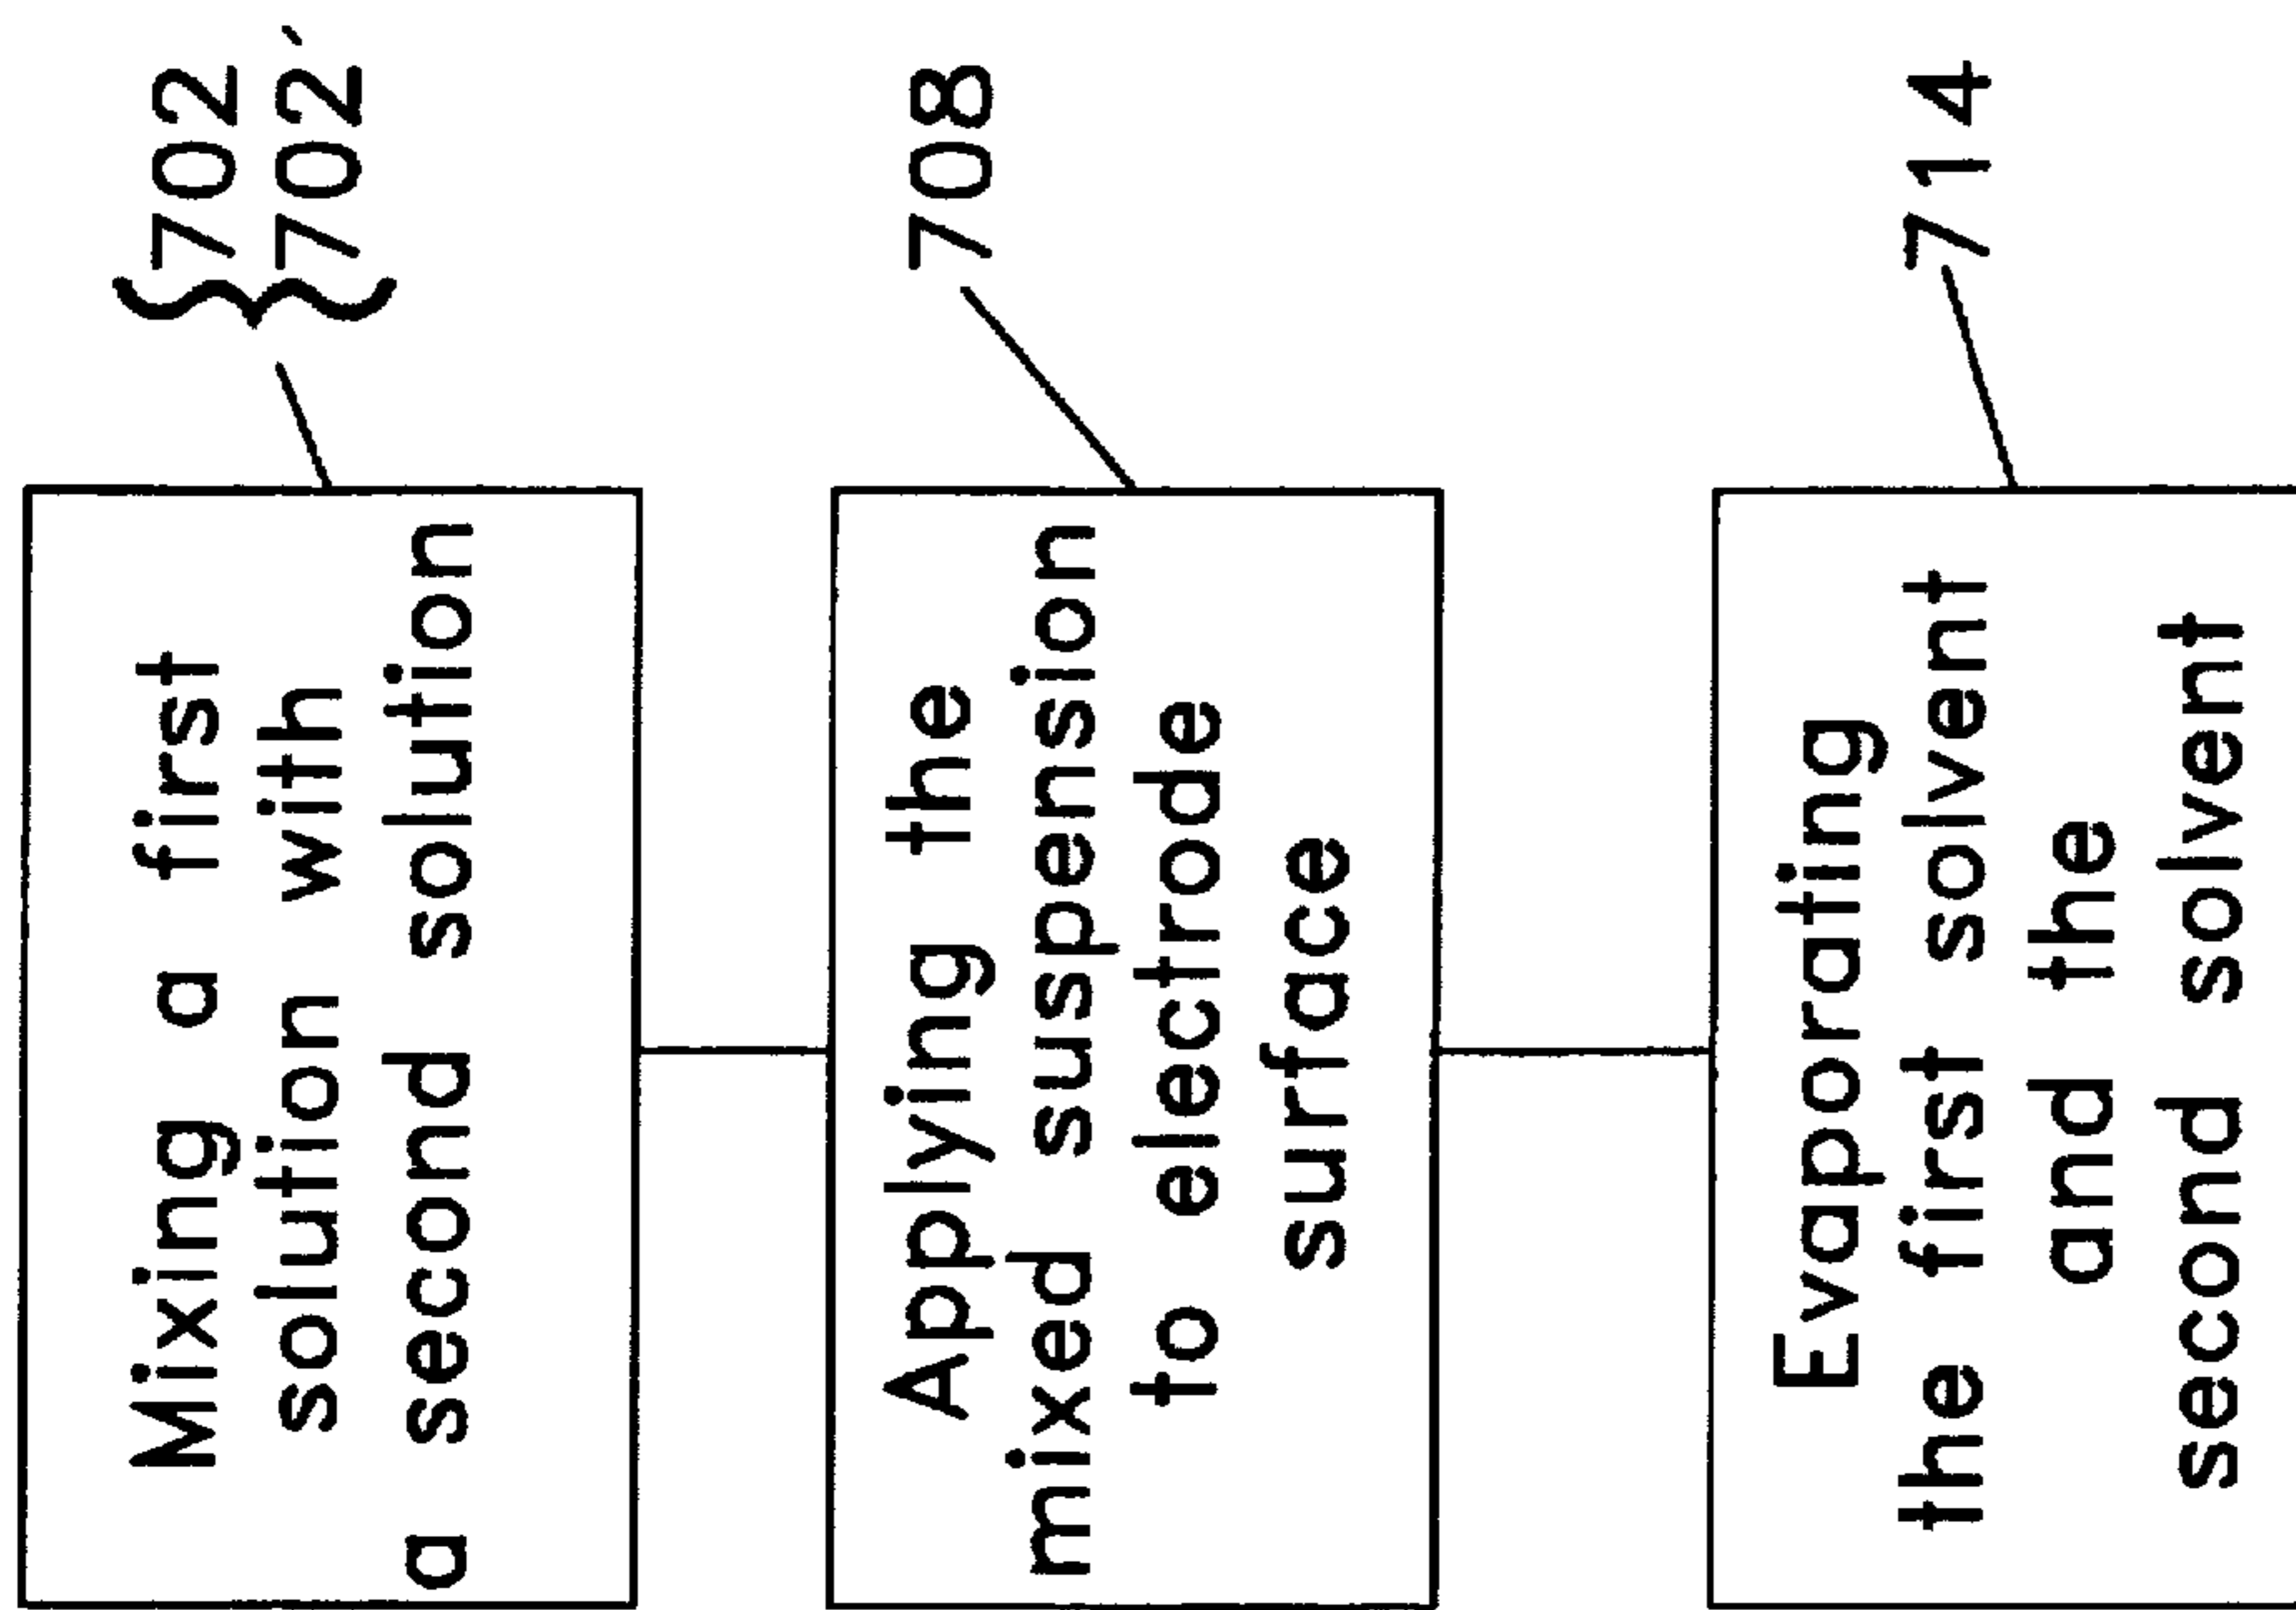 Mixing a first
solution with
a second solution
702
702´
Applying the
mixed suspension
to electrode
surface
708
Evaporating
the first solvent
and the
second solvent
714